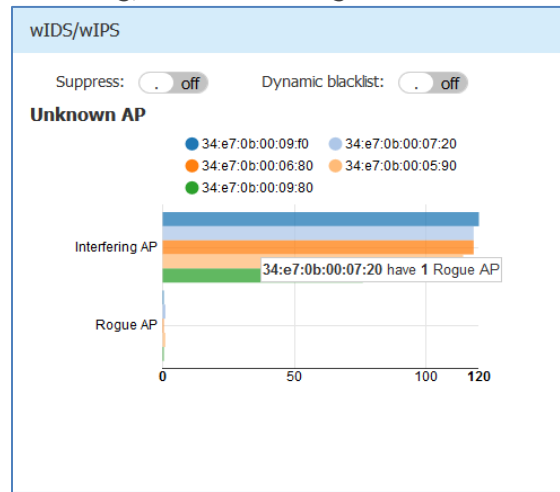 wIDS/wIPS
Suppress: . off Dynamic blacklist: . off
Unknown AP
34:e7:0b:00:09:f0 34:e7:0b:00:07:20
34:e7:0b:00:06:80 34:e7:0b:00:05:90
34:e7:0b:00:09:80
Interfering AP
34:e7:0b:00:07:20 have 1 Rogue AP
Rogue AP
0 50 100 120